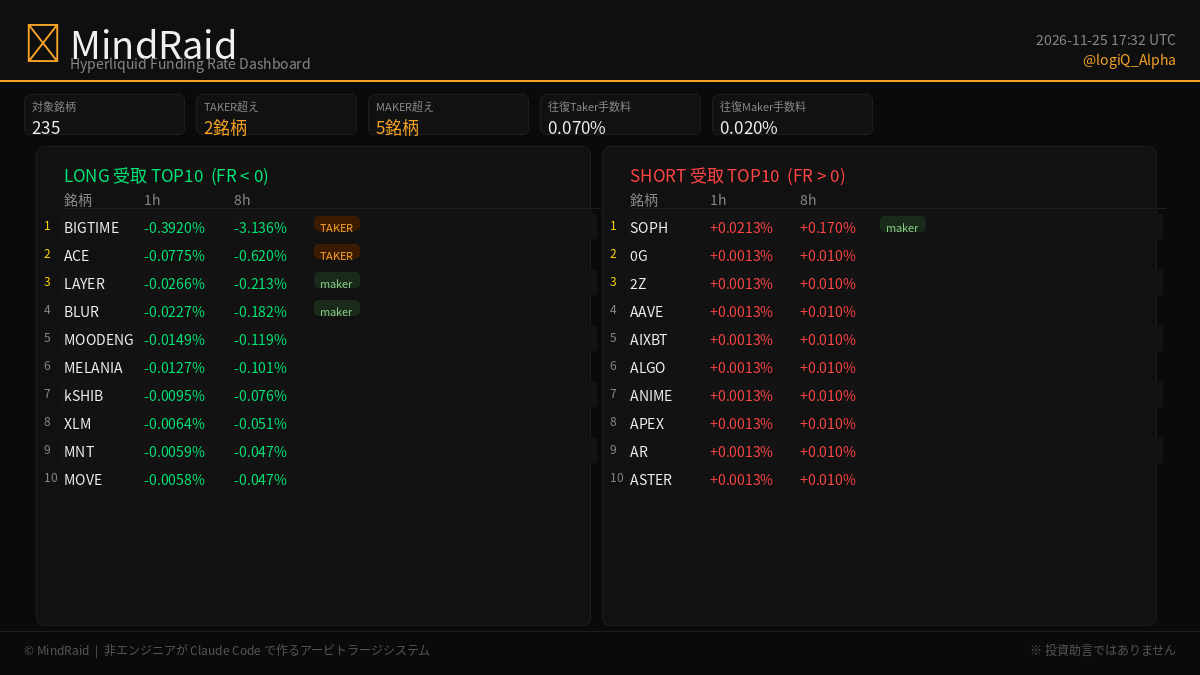 MindRaid
Hyperliquid Funding Rate Dashboard
2026-11-25 17:32 UTC
@logiQ_Alpha
対象銘柄
235
TAKER超え
2銘柄
MAKER超え
5銘柄
往復Taker手数料
0.070%
往復Maker手数料
0.020%
LONG 受取 TOP10 (FR < 0)
銘柄 1h 8h
1 BIGTIME -0.3920% -3.136% TAKER
2 ACE -0.0775% -0.620% TAKER
3 LAYER -0.0266% -0.213% maker
4 BLUR -0.0227% -0.182% maker
5 MOODENG -0.0149% -0.119%
6 MELANIA -0.0127% -0.101%
7 kSHIB -0.0095% -0.076%
8 XLM -0.0064% -0.051%
9 MNT -0.0059% -0.047%
10 MOVE -0.0058% -0.047%
SHORT 受取 TOP10 (FR > 0)
銘柄 1h 8h
1 SOPH +0.0213% +0.170% maker
2 0G +0.0013% +0.010%
3 2Z +0.0013% +0.010%
4 AAVE +0.0013% +0.010%
5 AIXBT +0.0013% +0.010%
6 ALGO +0.0013% +0.010%
7 ANIME +0.0013% +0.010%
8 APEX +0.0013% +0.010%
9 AR +0.0013% +0.010%
10 ASTER +0.0013% +0.010%
© MindRaid | 非エンジニアが Claude Code で作るアービトラージシステム
※ 投資助言ではありません